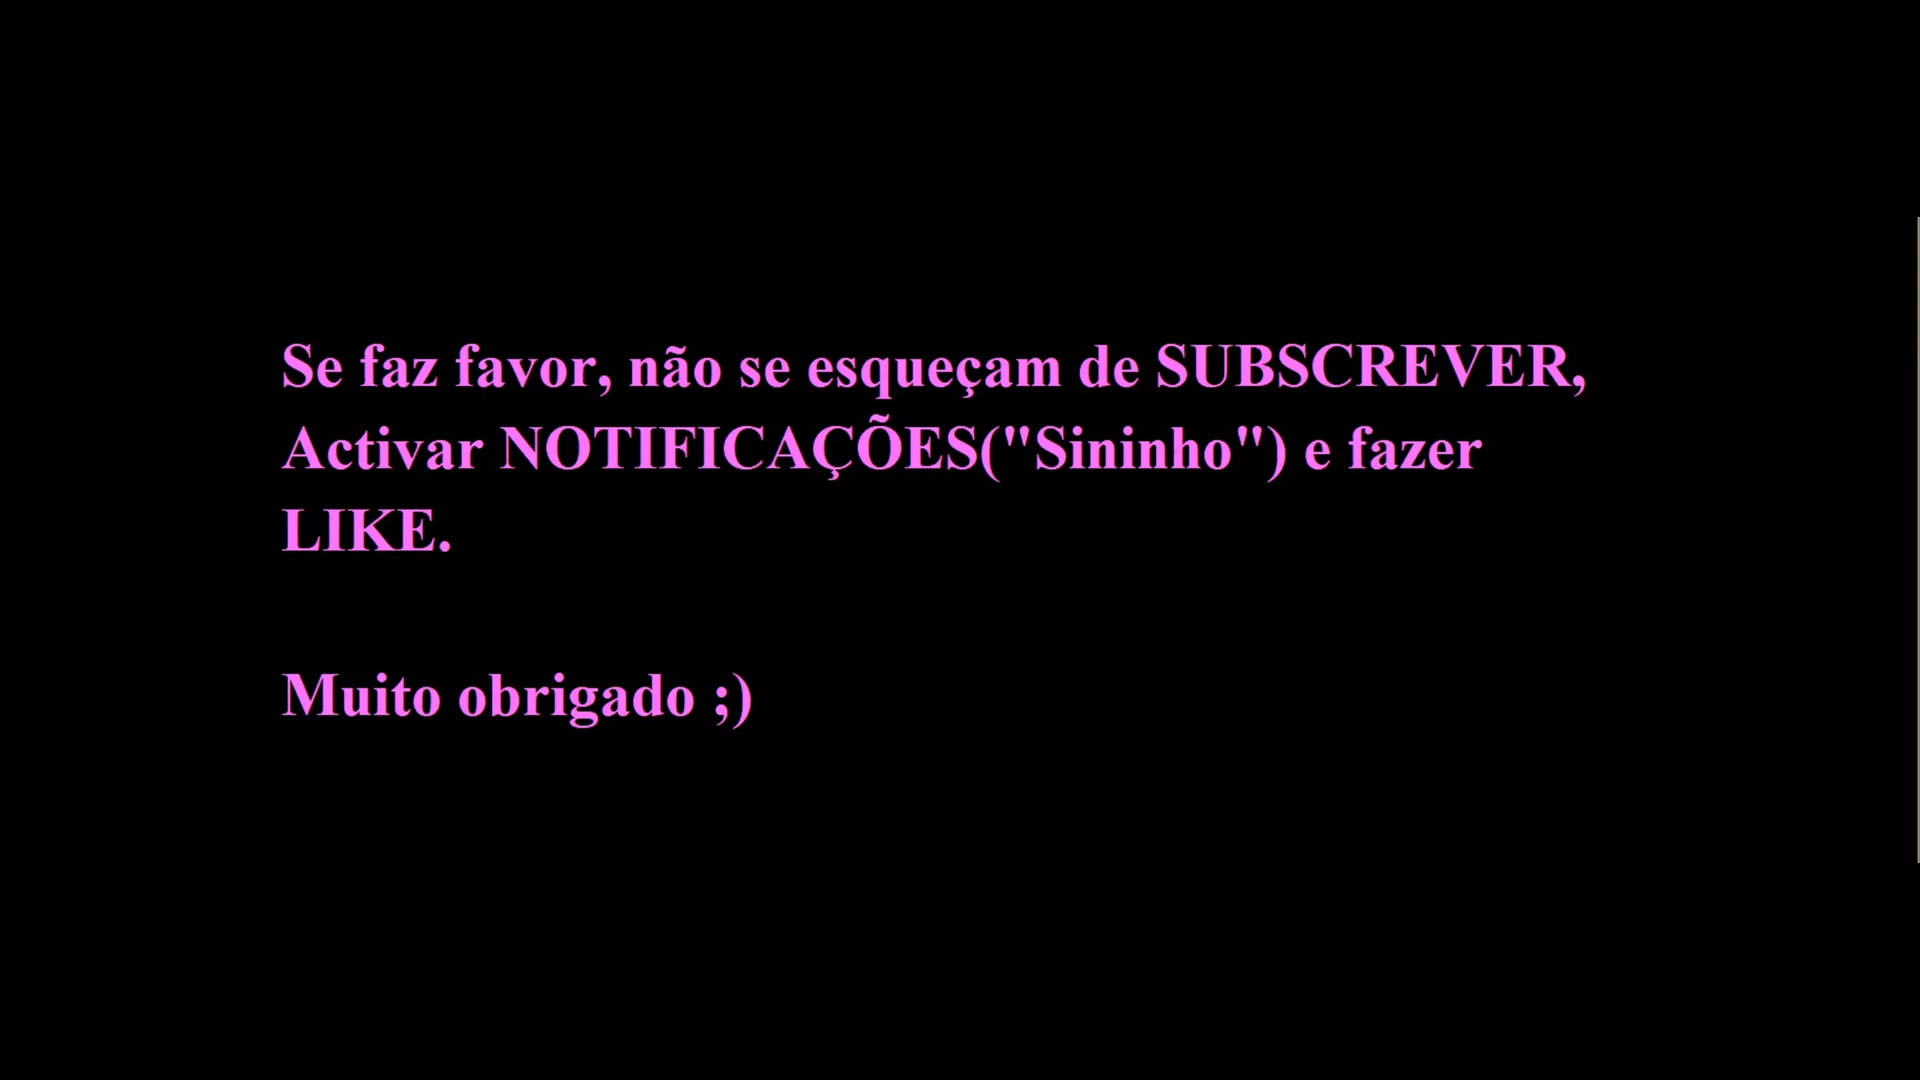 Se faz favor, não se esqueçam de SUBSCREVER,
Activar NOTIFICAÇÕES("Sininho") e fazer
LIKE.
Muito obrigado ;)